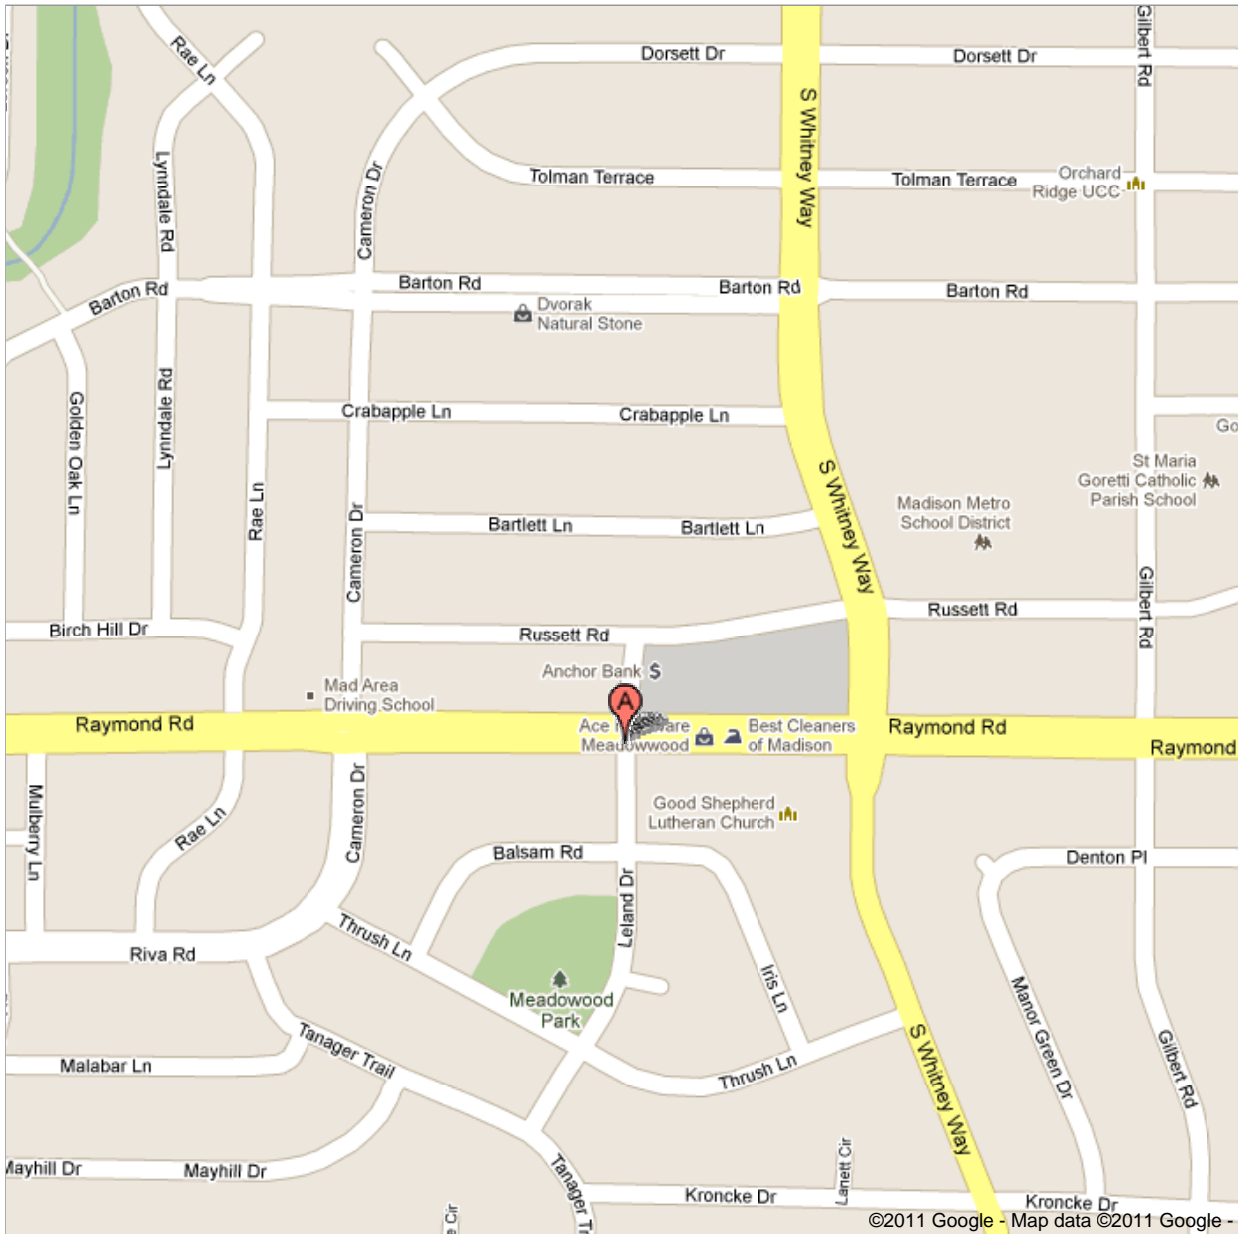 Rae Ln
Dorsett Dr
Dorsett Dr
Gilbert Rd
S Whitney Way
Lynndale Rd
Cameron Dr
Tolman Terrace
Tolman Terrace
Orchard
Ridge UCC
Barton Rd
Barton Rd
Barton Rd
Barton Rd
Dvorak
Natural Stone
Golden Oak Ln
Lynndale Rd
Crabapple Ln
Crabapple Ln
Go
St Maria
Goretti Catholic
Parish School
S Whitney Way
Madison Metro
School District
Rae Ln
Cameron Dr
Bartlett Ln
Bartlett Ln
Gilbert Rd
Birch Hill Dr
Russett Rd
Russett Rd
Anchor Bank
$
Mad Area
Driving School
A
Raymond Rd
Ace
Meadowwood
Best Cleaners
of Madison
Raymond Rd
Raymond
Mulberry Ln
Rae Ln
Cameron Dr
Good Shepherd
Lutheran Church
Balsam Rd
Denton Pl
Leland Dr
Thrush Ln
Riva Rd
Iris Ln
Meadowood
Park
Manor Green Dr
Gilbert Rd
Malabar Ln
Tanager Trail
Thrush Ln
S Whitney Way
Mayhill Dr
Mayhill Dr
Tanager Tr
Kroncke Dr
Lanett Cir
Kroncke Dr
e Cir
©2011 Google - Map data ©2011 Google -